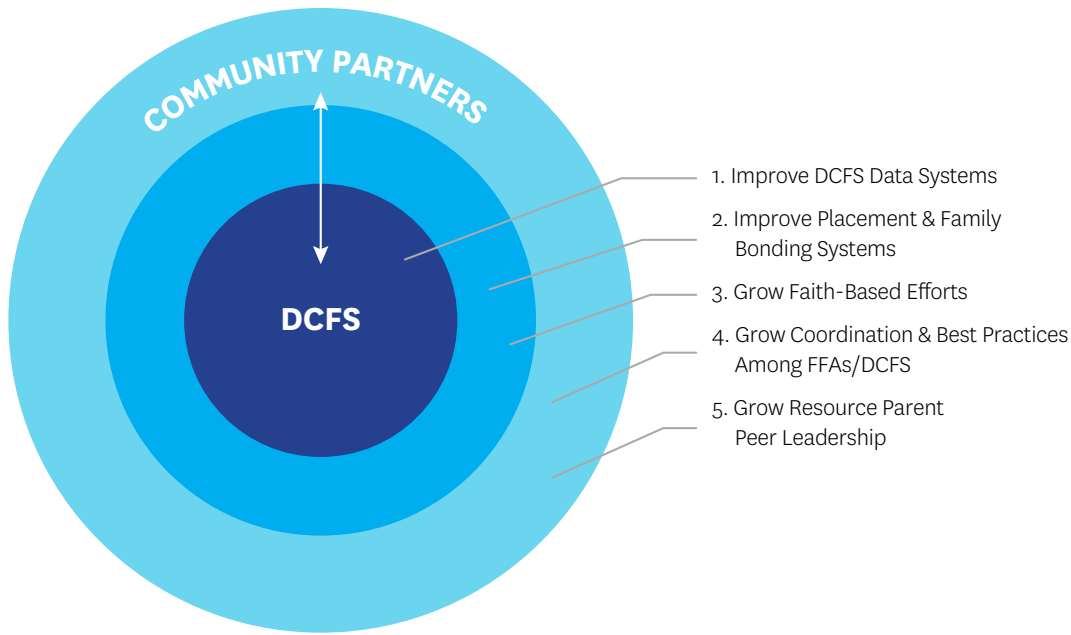 COMMUNITY PARTNERS
DCFS
1. Improve DCFS Data Systems
2. Improve Placement & Family
Bonding Systems
3. Grow Faith-Based Efforts
4. Grow Coordination & Best Practices
Among FFAs/DCFS
5. Grow Resource Parent
Peer Leadership